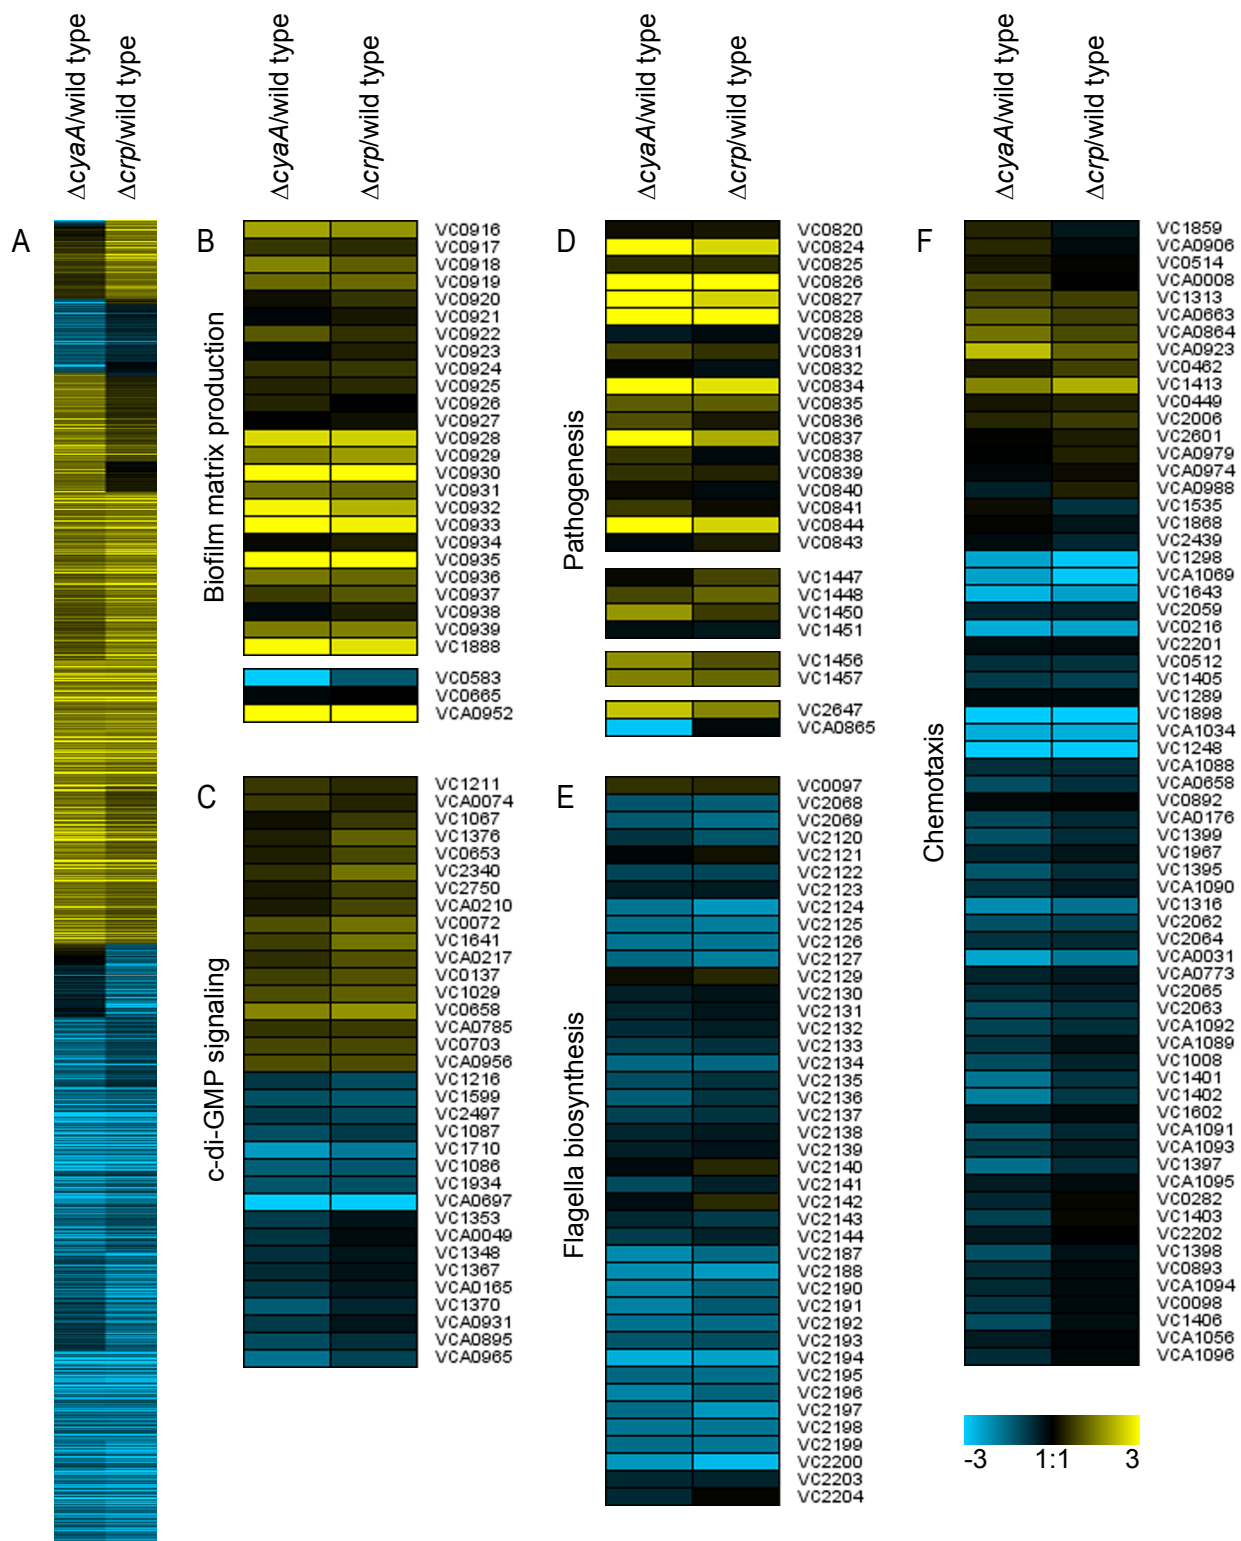 ΔcyaA/wild type
Δcrp/wild type
ΔcyaA/wild type
Δcrp/wild type
ΔcyaA/wild type
Δcrp/wild type
ΔcyaA/wild type
Δcrp/wild type
A
B
Biofilm matrix production
VC0916
VC0917
VC0918
VC0919
VC0920
VC0921
VC0922
VC0923
VC0924
VC0925
VC0926
VC0927
VC0928
VC0929
VC0930
VC0931
VC0932
VC0933
VC0934
VC0935
VC0936
VC0937
VC0938
VC0939
VC1888
VC0583
VC0665
VCA0952
C
c-di-GMP signaling
VC1211
VCA0074
VC1067
VC1376
VC0653
VC2340
VC2750
VCA0210
VC0072
VC1641
VCA0217
VC0137
VC1029
VC0658
VCA0785
VC0703
VCA0956
VC1216
VC1599
VC2497
VC1087
VC1710
VC1086
VC1934
VCA0697
VC1353
VCA0049
VC1348
VC1367
VCA0165
VC1370
VCA0931
VCA0895
VCA0965
D
Pathogenesis
VC0820
VC0824
VC0825
VC0826
VC0827
VC0828
VC0829
VC0831
VC0832
VC0834
VC0835
VC0836
VC0837
VC0838
VC0839
VC0840
VC0841
VC0844
VC0843
VC1447
VC1448
VC1450
VC1451
VC1456
VC1457
VC2647
VCA0865
E
Flagella biosynthesis
VC0097
VC2068
VC2069
VC2120
VC2121
VC2122
VC2123
VC2124
VC2125
VC2126
VC2127
VC2129
VC2130
VC2131
VC2132
VC2133
VC2134
VC2135
VC2136
VC2137
VC2138
VC2139
VC2140
VC2141
VC2142
VC2143
VC2144
VC2187
VC2188
VC2190
VC2191
VC2192
VC2193
VC2194
VC2195
VC2196
VC2197
VC2198
VC2199
VC2200
VC2203
VC2204
F
Chemotaxis
VC1859
VCA0906
VC0514
VCA0008
VC1313
VCA0663
VCA0864
VCA0923
VC0462
VC1413
VC0449
VC2006
VC2601
VCA0979
VCA0974
VCA0988
VC1535
VC1868
VC2439
VC1298
VCA1069
VC1643
VC2059
VC0216
VC2201
VC0512
VC1405
VC1289
VC1898
VCA1034
VC1248
VCA1088
VCA0658
VC0892
VCA0176
VC1399
VC1967
VC1395
VCA1090
VC1316
VC2062
VC2064
VCA0031
VCA0773
VC2065
VC2063
VCA1092
VCA1089
VC1008
VC1401
VC1402
VC1602
VCA1091
VCA1093
VC1397
VCA1095
VC0282
VC1403
VC2202
VC1398
VC0893
VCA1094
VC0098
VC1406
VCA1056
VCA1096
-3 1:1 3